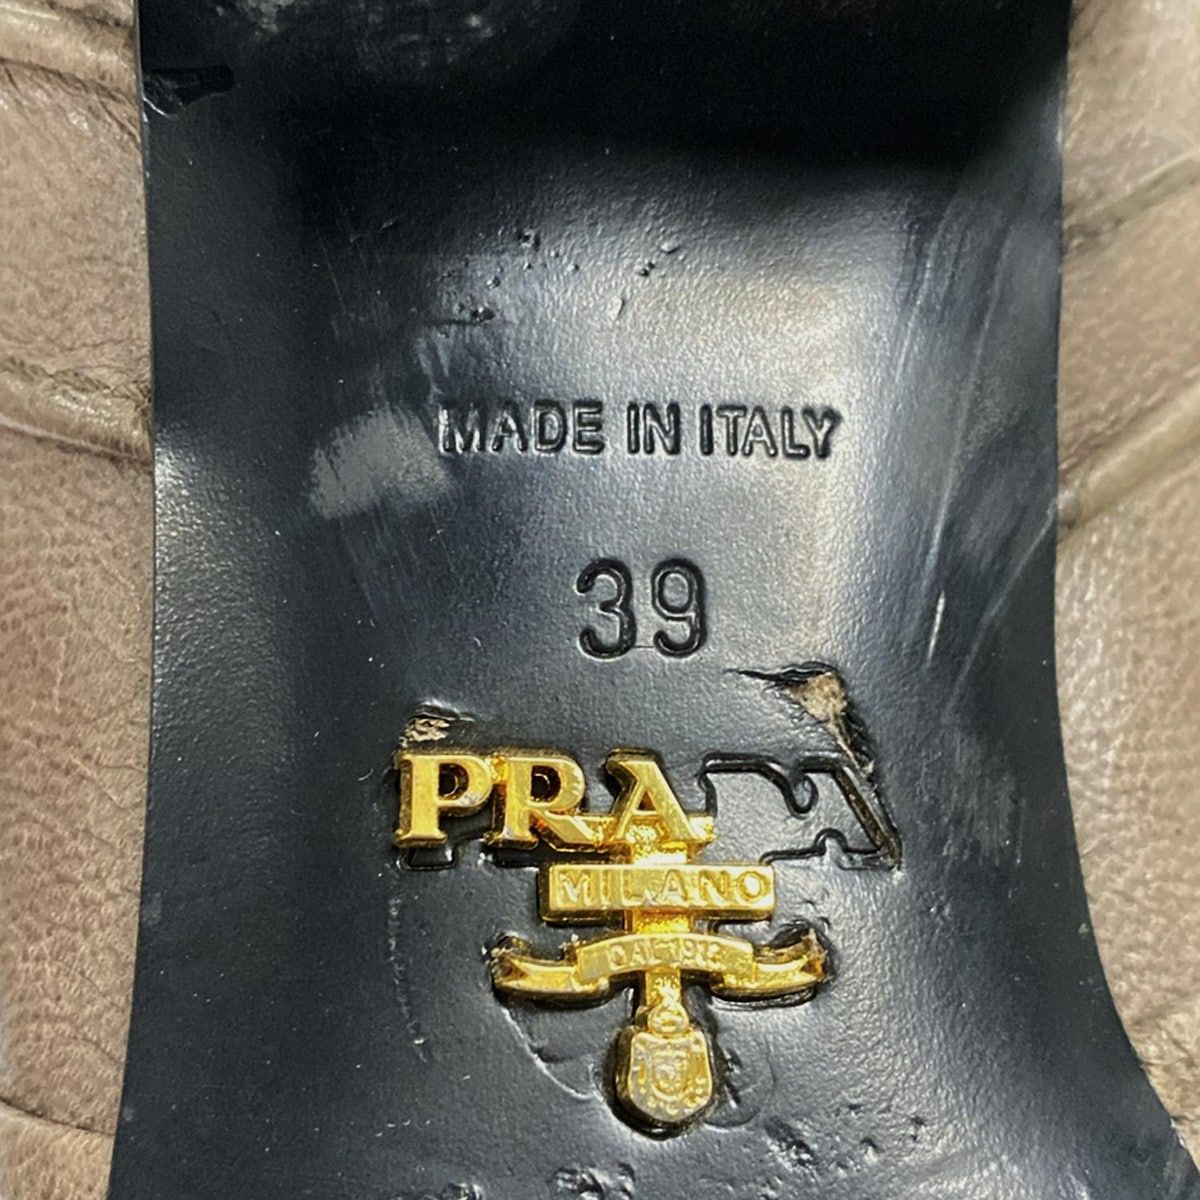 MADE IN ITALY
39
PRA
MILANO
DAL 1913